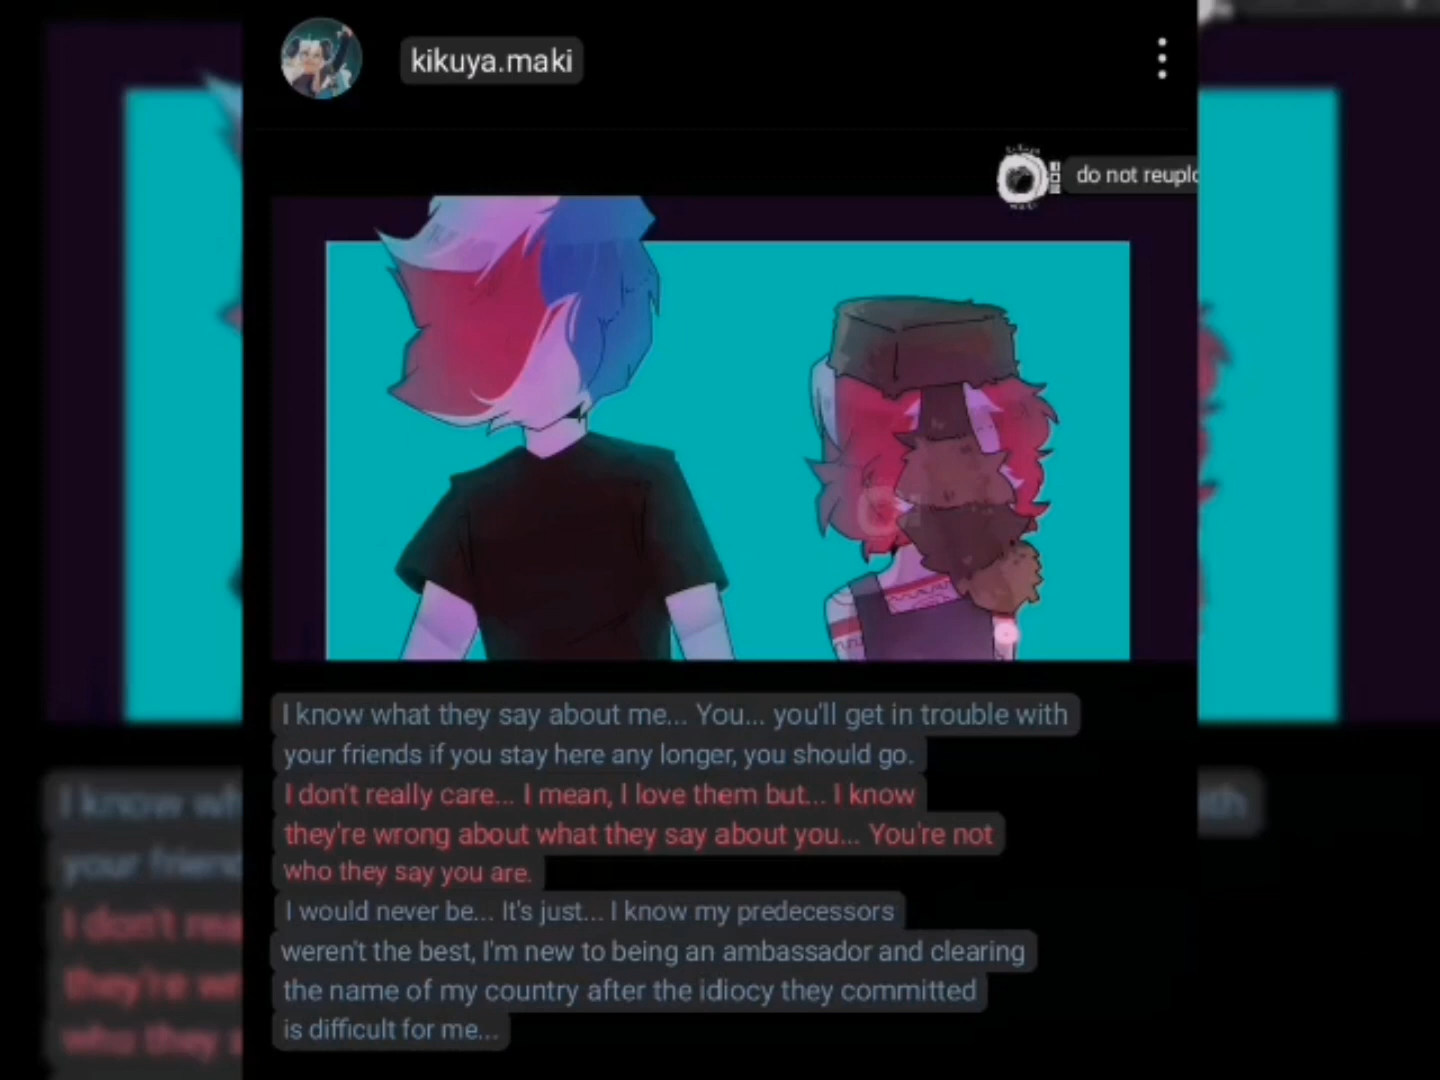 kikuya.maki
do not reuplo
I know what they say about me... You... you'll get in trouble with
your friends if you stay here any longer, you should go.
I don't really care... I mean, I love them but... I know
they're wrong about what they say about you... You're not
who they say you are.
I would never be... It's just... I know my predecessors
weren't the best, I'm new to being an ambassador and clearing
the name of my country after the idiocy they committed
is difficult for me...